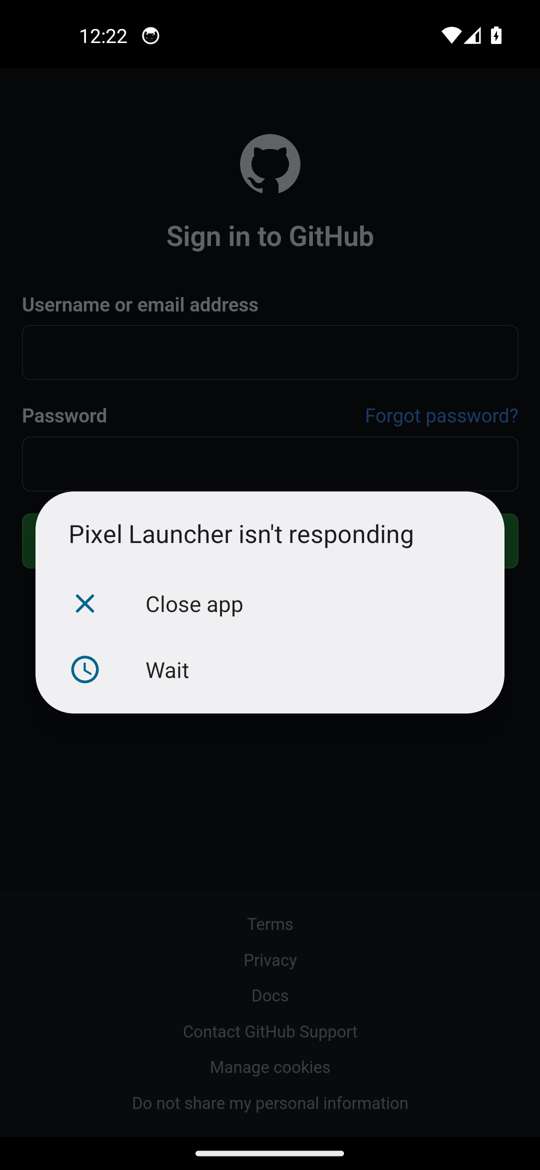 12:22
Sign in to GitHub
Username or email address
Password Forgot password?
Pixel Launcher isn't responding
Close app
Wait
Terms
Privacy
Docs
Contact GitHub Support
Manage cookies
Do not share my personal information